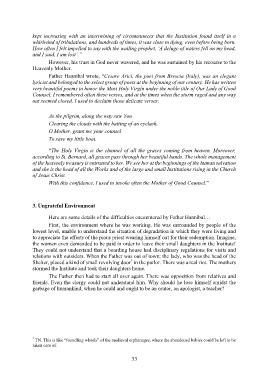 kept increasing with an intertwining of circumstances that the Institution found itself in a
whirlwind of tribulations, and hundreds of times, it was close to dying, even before being born.
How often I felt impelled to say with the wailing prophet, 'A deluge of waters fell on my head,
and I said, I am lost'."
However, his trust in God never wavered, and he was sustained by his recourse to the
Heavenly Mother.
Father Hannibal wrote, "Cesare Arici, the poet from Brescia (Italy), was an elegant
lyricist and belonged to the select group of poets at the beginning of our century. He has written
very beautiful poems to honor the Most Holy Virgin under the noble title of Our Lady of Good
Counsel. I remembered often these verses, and at the times when the storm raged and any way
out seemed closed, I used to declaim those delicate verses:
As the pilgrim, along the way saw You
Clearing the clouds with the batting of an eyelash,
O Mother, grant me your counsel
To save my little boat.
"The Holy Virgin is the channel of all the graces coming from heaven. Moreover,
according to St. Bernard, all graces pass through her beautiful hands. The whole management
of the heavenly treasury is entrusted to her. We see her at the beginnings of the human salvation
and she is the head of all the Works and of the large and small Institutions rising in the Church
of Jesus Christ.
With this confidence, I used to invoke often the Mother of Good Counsel."
3. Ungrateful Environment
Here are some details of the difficulties encountered by Father Hannibal…
First, the environment where he was working. He was surrounded by people of the
lowest level, unable to understand the situation of degradation in which they were living and
to appreciate the efforts of the pious priest wearing himself out for their redemption. Imagine,
the women even demanded to be paid in order to leave their small daughters in the Institute!
They could not understand that a boarding house had disciplinary regulations for visits and
relations with outsiders. When the Father was out of town, the lady, who was the head of the
Shelter, placed a kind of small revolving door* in the parlor. There was a real riot. The mothers
stormed the Institute and took their daughters home.
The Father then had to start all over again. There was opposition from relatives and
friends. Even the clergy could not understand him. Why should he lose himself amidst the
garbage of humankind, when he could and ought to be an orator, an apologist, a teacher?
* TN. This is like "foundling wheels" of the medieval orphanages, where the abandoned babies could be left to be
taken care of.
33